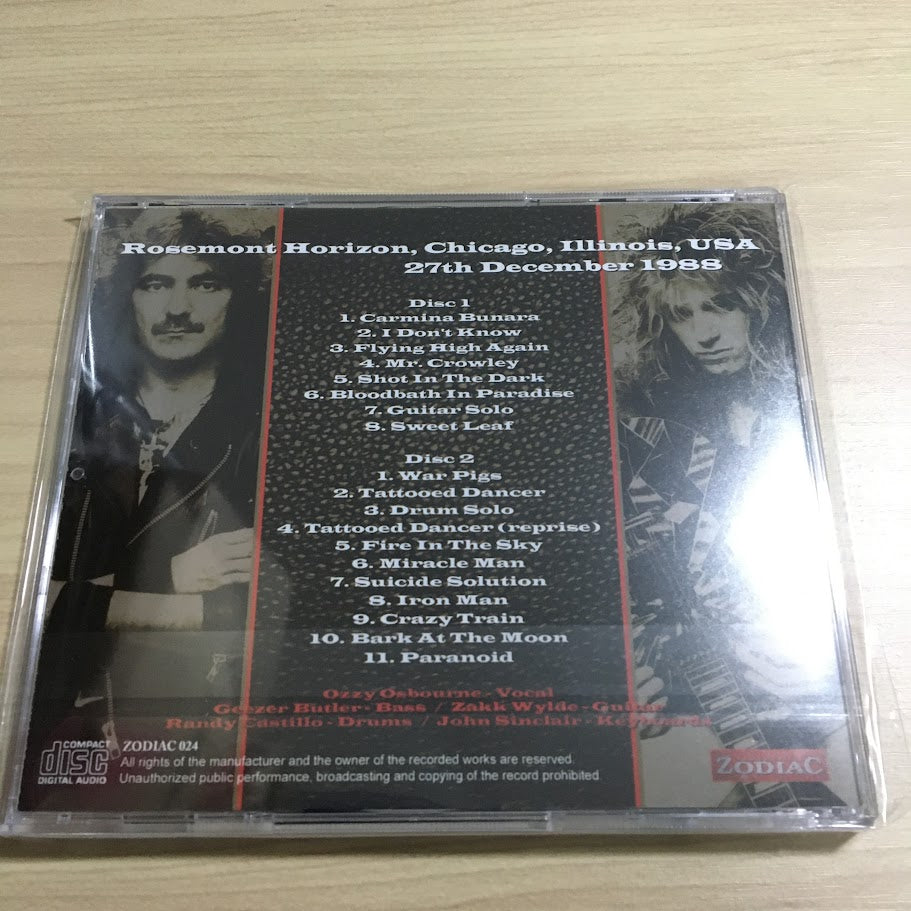 Rosemont Horizon, Chicago, Illinois, USA
27th December 1988
Disc 1
1. Carmina Bunara
2. I Don't Know
3. Flying High Again
4. Mr. Crowley
5. Shot In The Dark
6. Bloodbath In Paradise
7. Guitar Solo
8. Sweet Leaf
Disc 2
1. War Pigs
2. Tattooed Dancer
3. Drum Solo
4. Tattooed Dancer (reprise)
5. Fire In The Sky
6. Miracle Man
7. Suicide Solution
8. Iron Man
9. Crazy Train
10. Bark At The Moon
11. Paranoid
Ozzy Osbourne - Vocal
Geezer Butler - Bass / Zakk Wylde - Guitar
Randy Castillo - Drums / John Sinclair - Keyboards
COMPACT
disc
DIGITAL AUDIO
ZODIAC 024
All rights of the manufacturer and the owner of the recorded works are reserved.
Unauthorized public performance, broadcasting and copying of the record prohibited
ZODIAC